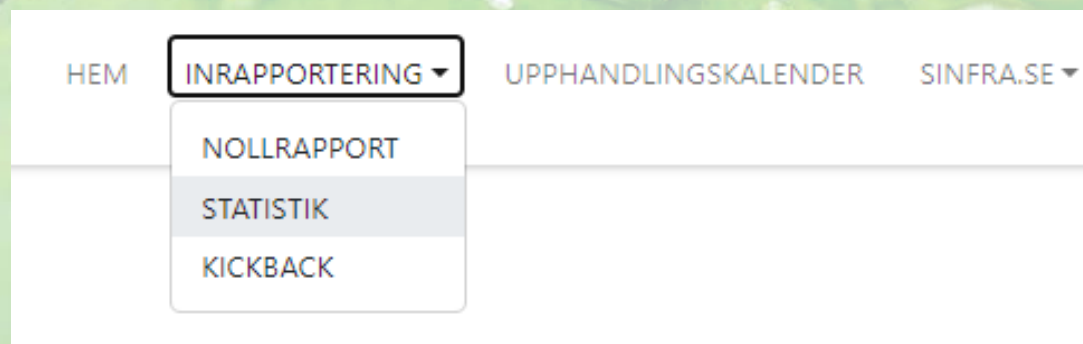 HEM INRAPPORTERING UPPHANDLINGSKALENDER SINFRA.SE
NOLLRAPPORT
STATISTIK
KICKBACK